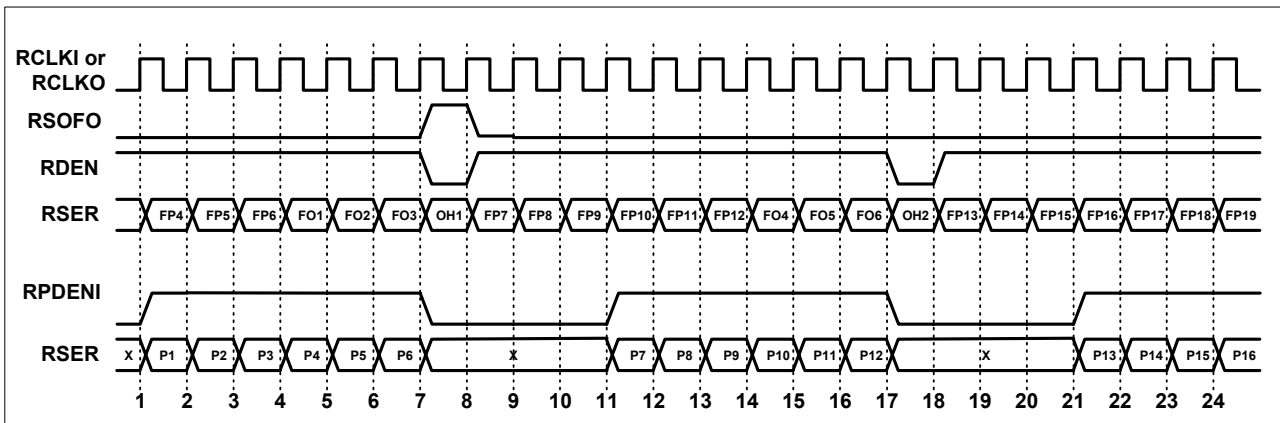 RCLKI or
RCLKO
RSOFO
RDEN
RSER FP4 FP5 FP6 FO1 FO2 FO3 OH1 FP7 FP8 FP9 FP10 FP11 FP12 FO4 FO5 FO6 OH2 FP13 FP14 FP15 FP16 FP17 FP18 FP19
RPDENI
RSER X P1 P2 P3 P4 P5 P6 X P7 P8 P9 P10 P11 P12 X P13 P14 P15 P16
1 2 3 4 5 6 7 8 9 10 11 12 13 14 15 16 17 18 19 20 21 22 23 24